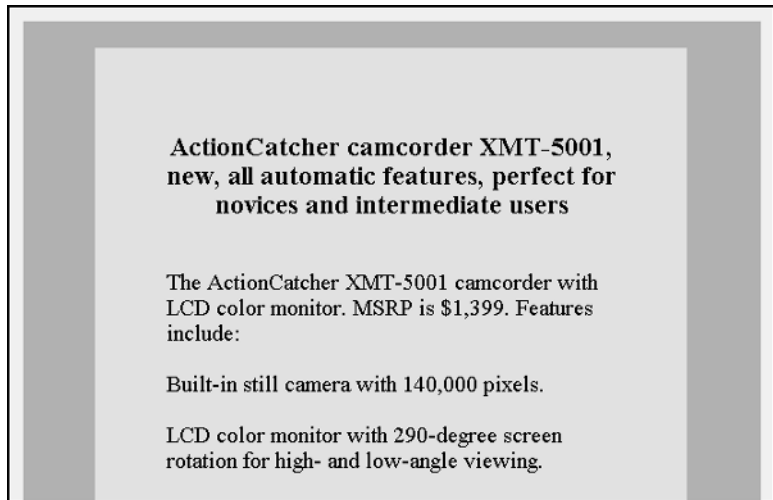 ActionCatcher camcorder XMT-5001,
new, all automatic features, perfect for
novices and intermediate users
The ActionCatcher XMT-5001 camcorder with
LCD color monitor. MSRP is $1,399. Features
include:
Built-in still camera with 140,000 pixels.
LCD color monitor with 290-degree screen
rotation for high- and low-angle viewing.